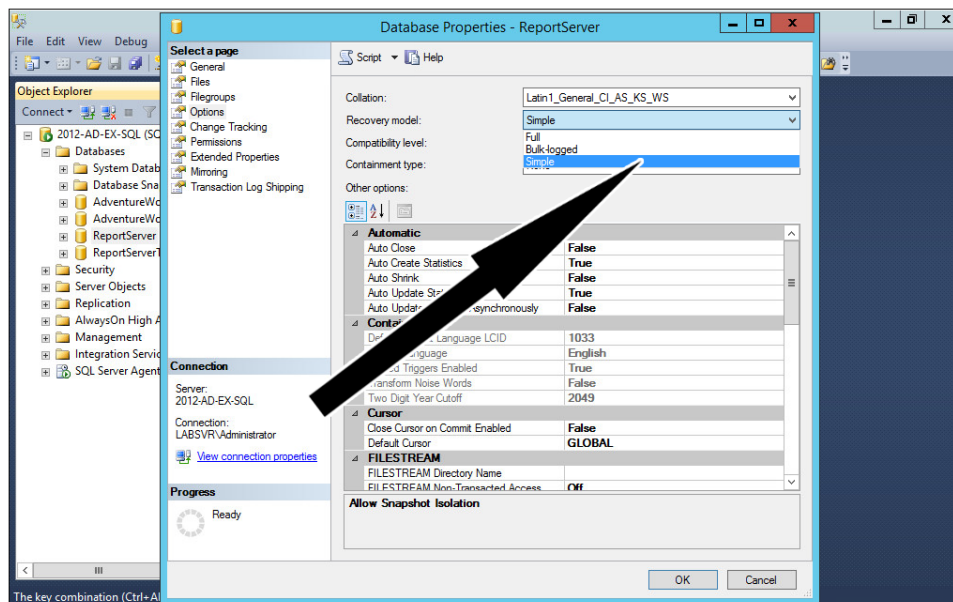 Database Properties - ReportServer
File Edit View Debug
Select a page
General
Files
Filegroups
Options
Change Tracking
Permissions
Extended Properties
Mirroring
Transaction Log Shipping
Script Help
Object Explorer
Connect
2012-AD-EX-SQL (SQ
Databases
System Datab
Database Sna
AdventureWo
AdventureWo
ReportServer
ReportServerT
Security
Server Objects
Replication
AlwaysOn High A
Management
Integration Servic
SQL Server Agent
Collation: Latin1_General_CI_AS_KS_WS
Recovery model: Simple
Compatibility level:
Containment type:
Full
Bulk-logged
Simple
Other options:
Automatic
Auto Close False
Auto Create Statistics True
Auto Shrink False
Auto Update True
Auto Update Asynchronously False
Language LCID 1033
English
Triggers Enabled True
Transform Noise Words False
Two Digit Year Cutoff 2049
Cursor
Close Cursor on Commit Enabled False
Default Cursor GLOBAL
FILESTREAM
FILESTREAM Directory Name
FILESTREAM Non-Transacted Access Off
Allow Snapshot Isolation
Connection
Server:
2012-AD-EX-SQL
Connection:
LABSVR\Administrator
View connection properties
Progress
Ready
OK Cancel
The key combination (Ctrl+Al